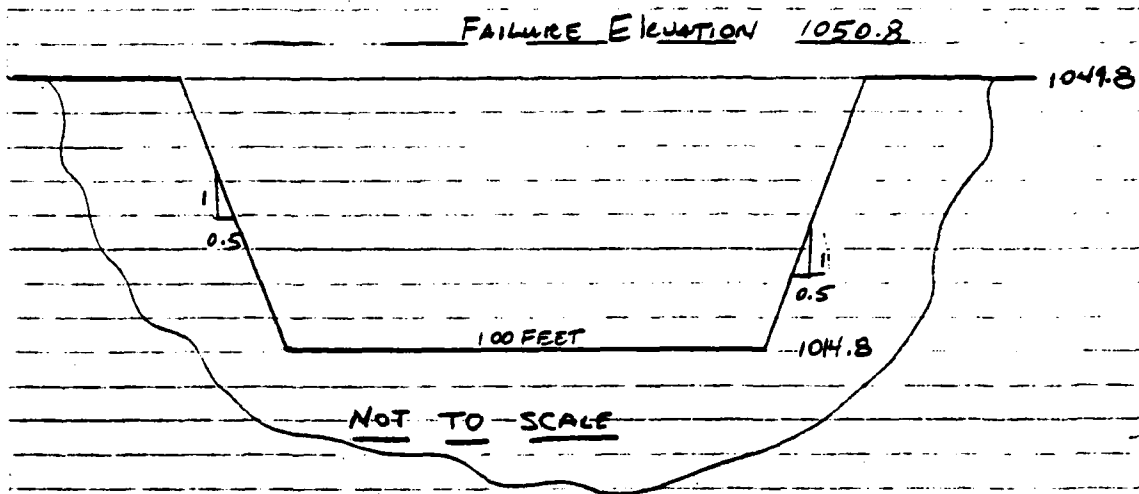 FAILURE ELEVATION 1050.8
1049.8
1
0.5
1
0.5
100 FEET
1014.8
NOT TO SCALE